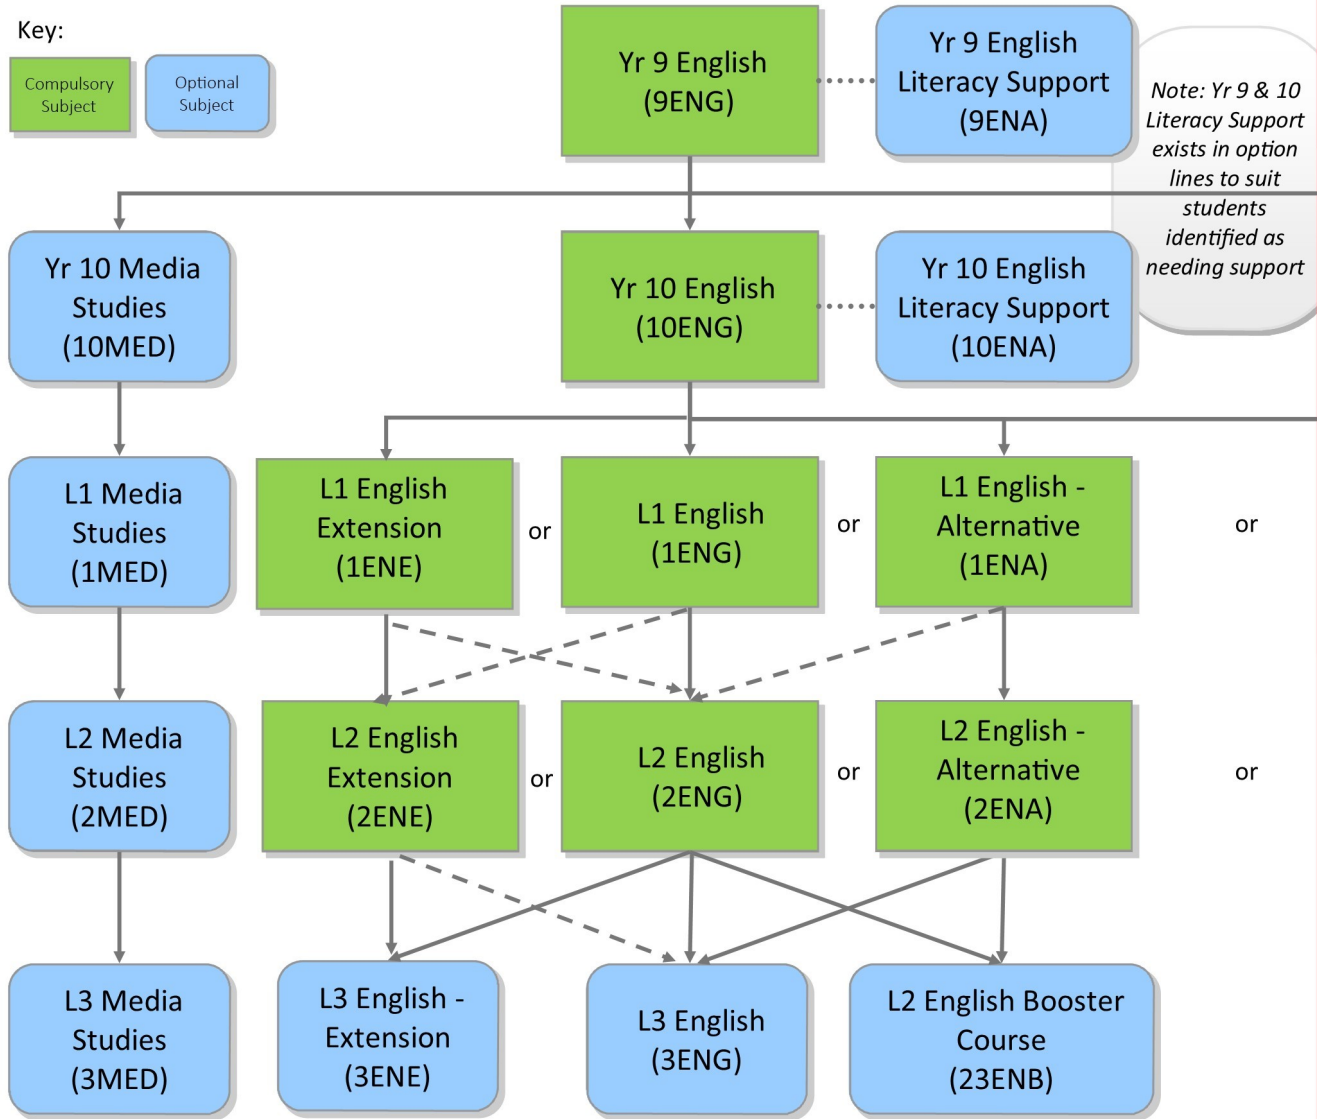 Key:
Compulsory
Subject
Optional
Subject
Yr 9 English
(9ENG)
Yr 9 English
Literacy Support
(9ENA)
Note: Yr 9 & 10
Literacy Support
exists in option
lines to suit
students
identified as
needing support
Yr 10 Media
Studies
(10MED)
Yr 10 English
(10ENG)
Yr 10 English
Literacy Support
(10ENA)
L1 Media
Studies
(1MED)
L1 English
Extension
(1ENE)
or
L1 English
(1ENG)
or
L1 English -
Alternative
(1ENA)
or
L2 Media
Studies
(2MED)
L2 English
Extension
(2ENE)
or
L2 English
(2ENG)
or
L2 English -
Alternative
(2ENA)
or
L3 Media
Studies
(3MED)
L3 English -
Extension
(3ENE)
L3 English
(3ENG)
L2 English Booster
Course
(23ENB)